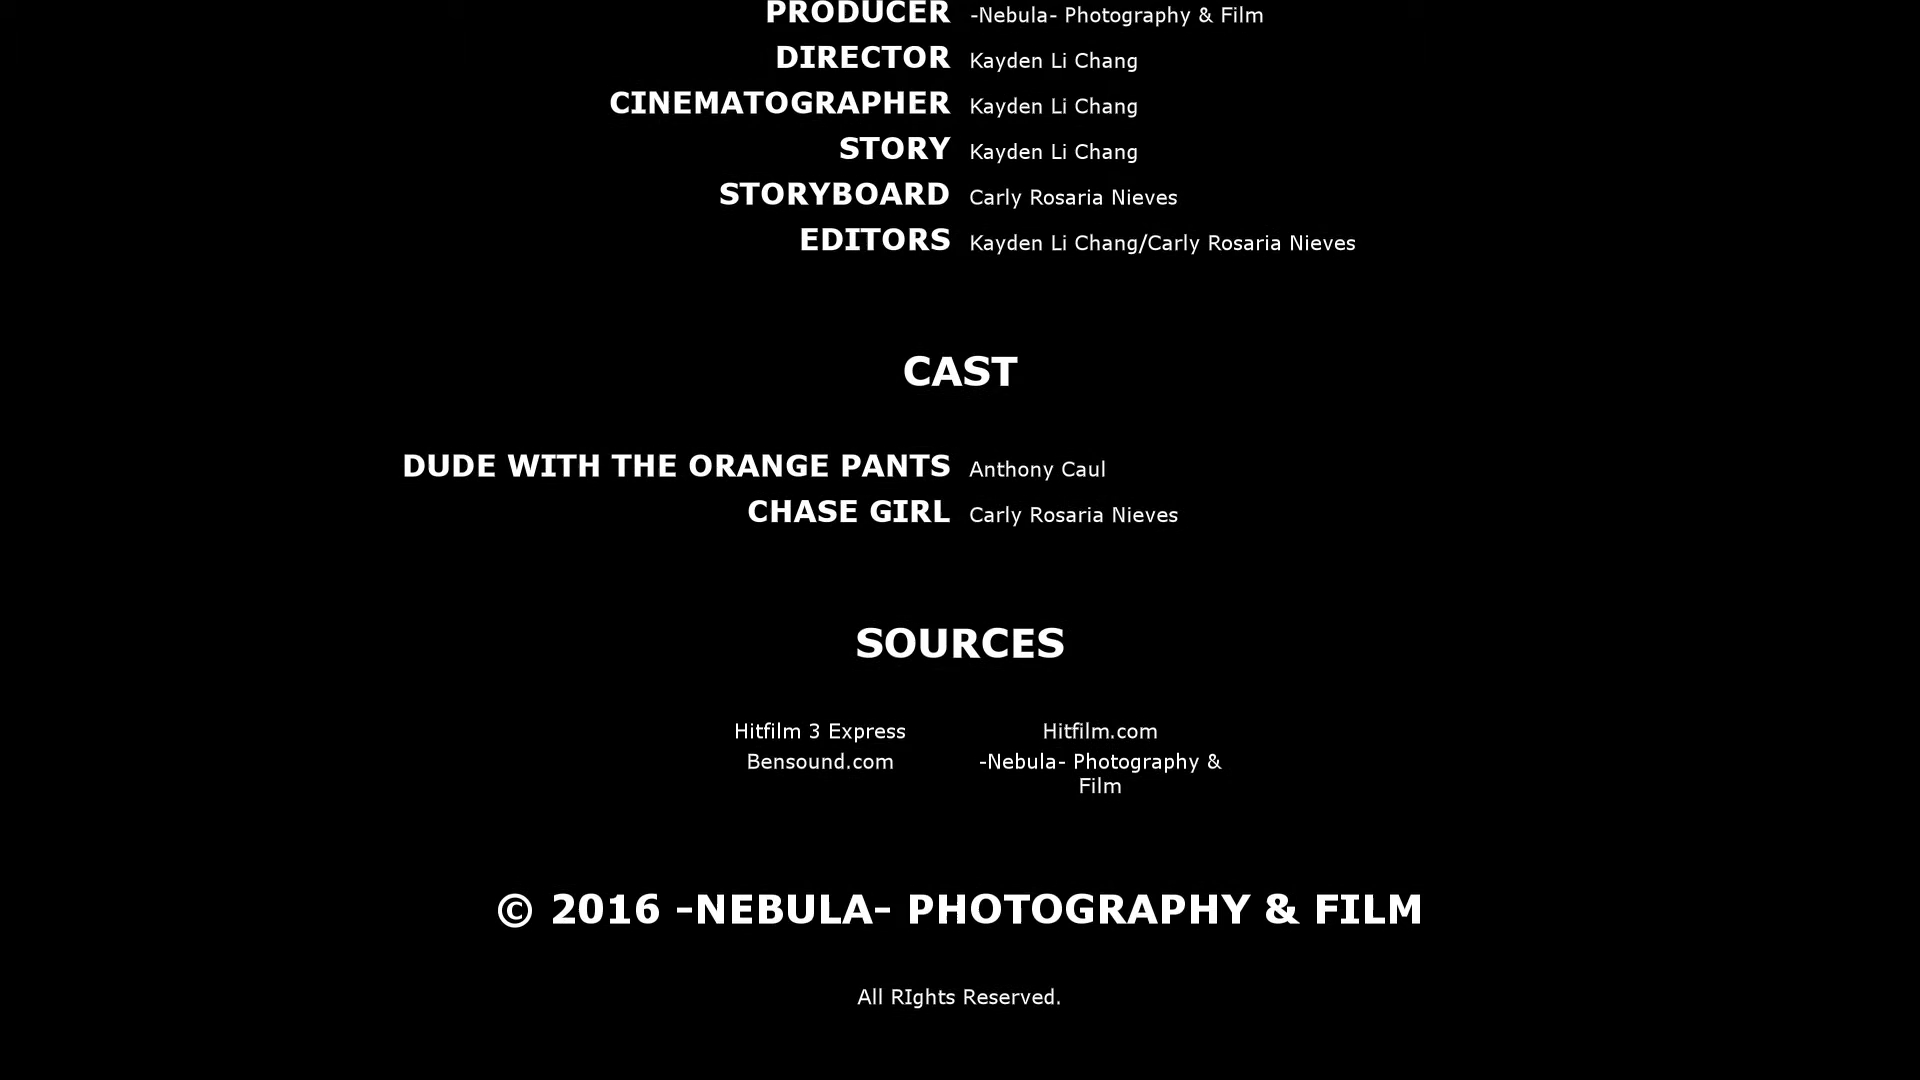 PRODUCER -Nebula- Photography & Film
DIRECTOR Kayden Li Chang
CINEMATOGRAPHER Kayden Li Chang
STORY Kayden Li Chang
STORYBOARD Carly Rosaria Nieves
EDITORS Kayden Li Chang/Carly Rosaria Nieves
CAST
DUDE WITH THE ORANGE PANTS Anthony Caul
CHASE GIRL Carly Rosaria Nieves
SOURCES
Hitfilm 3 Express Hitfilm.com
Bensound.com -Nebula- Photography &
Film
© 2016 -NEBULA- PHOTOGRAPHY & FILM
All RIghts Reserved.